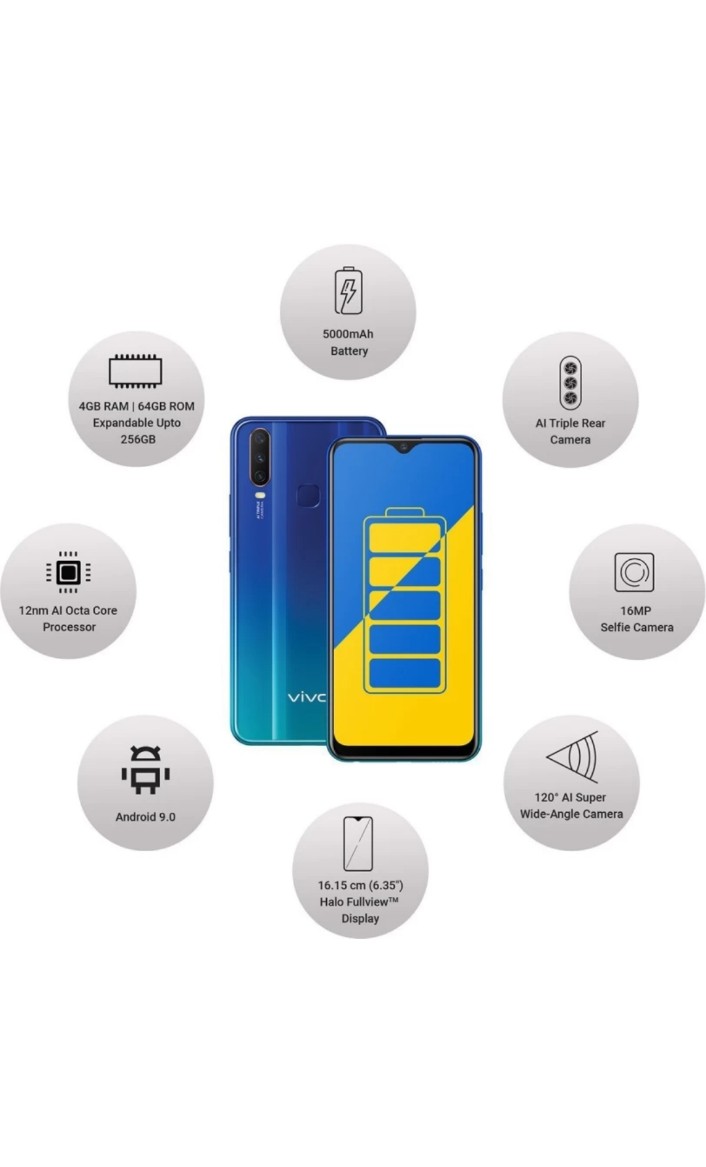 5000mAh
Battery
4GB RAM | 64GB ROM
Expandable Upto
256GB
AI Triple Rear
Camera
12nm AI Octa Core
Processor
16MP
Selfie Camera
vivo
Android 9.0
120° AI Super
Wide-Angle Camera
16.15 cm (6.35")
Halo Fullview™
Display